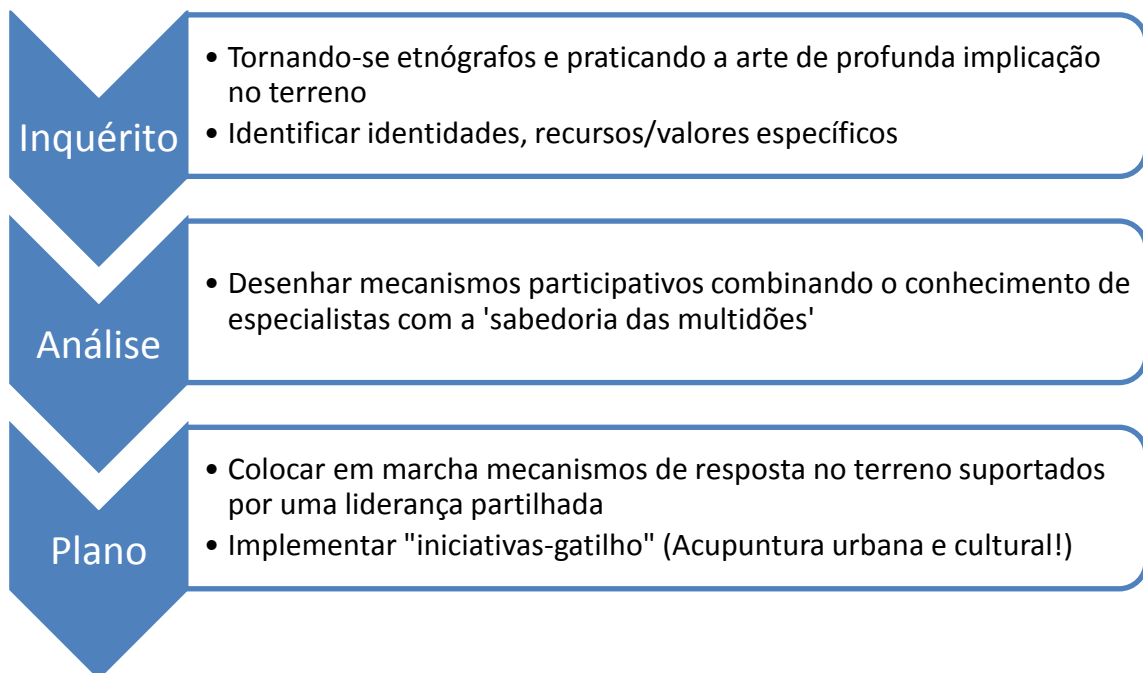 Inquérito
• Tornando-se etnógrafos e praticando a arte de profunda implicação
no terreno
• Identificar identidades, recursos/valores específicos
Análise
• Desenhar mecanismos participativos combinando o conhecimento de
especialistas com a 'sabedoria das multidões'
Plano
• Colocar em marcha mecanismos de resposta no terreno suportados
por uma liderança partilhada
• Implementar "iniciativas-gatilho" (Acupuntura urbana e cultural!)